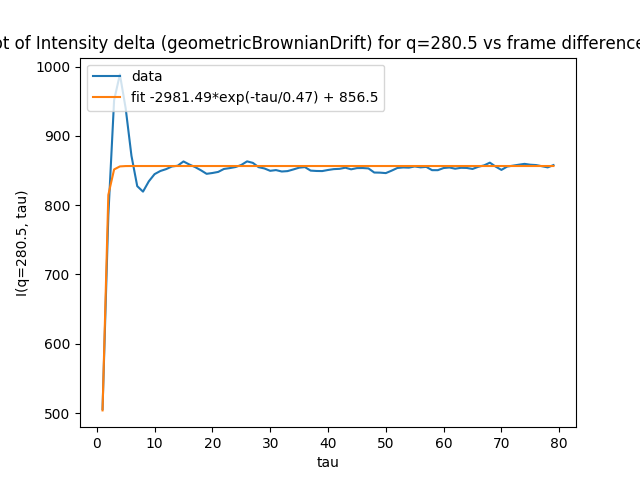 ot of Intensity delta (geometricBrownianDrift) for q=280.5 vs frame difference
data
fit -2981.49*exp(-tau/0.47) + 856.5
1000
900
800
700
600
500
I(q=280.5, tau)
0 10 20 30 40 50 60 70 80
tau